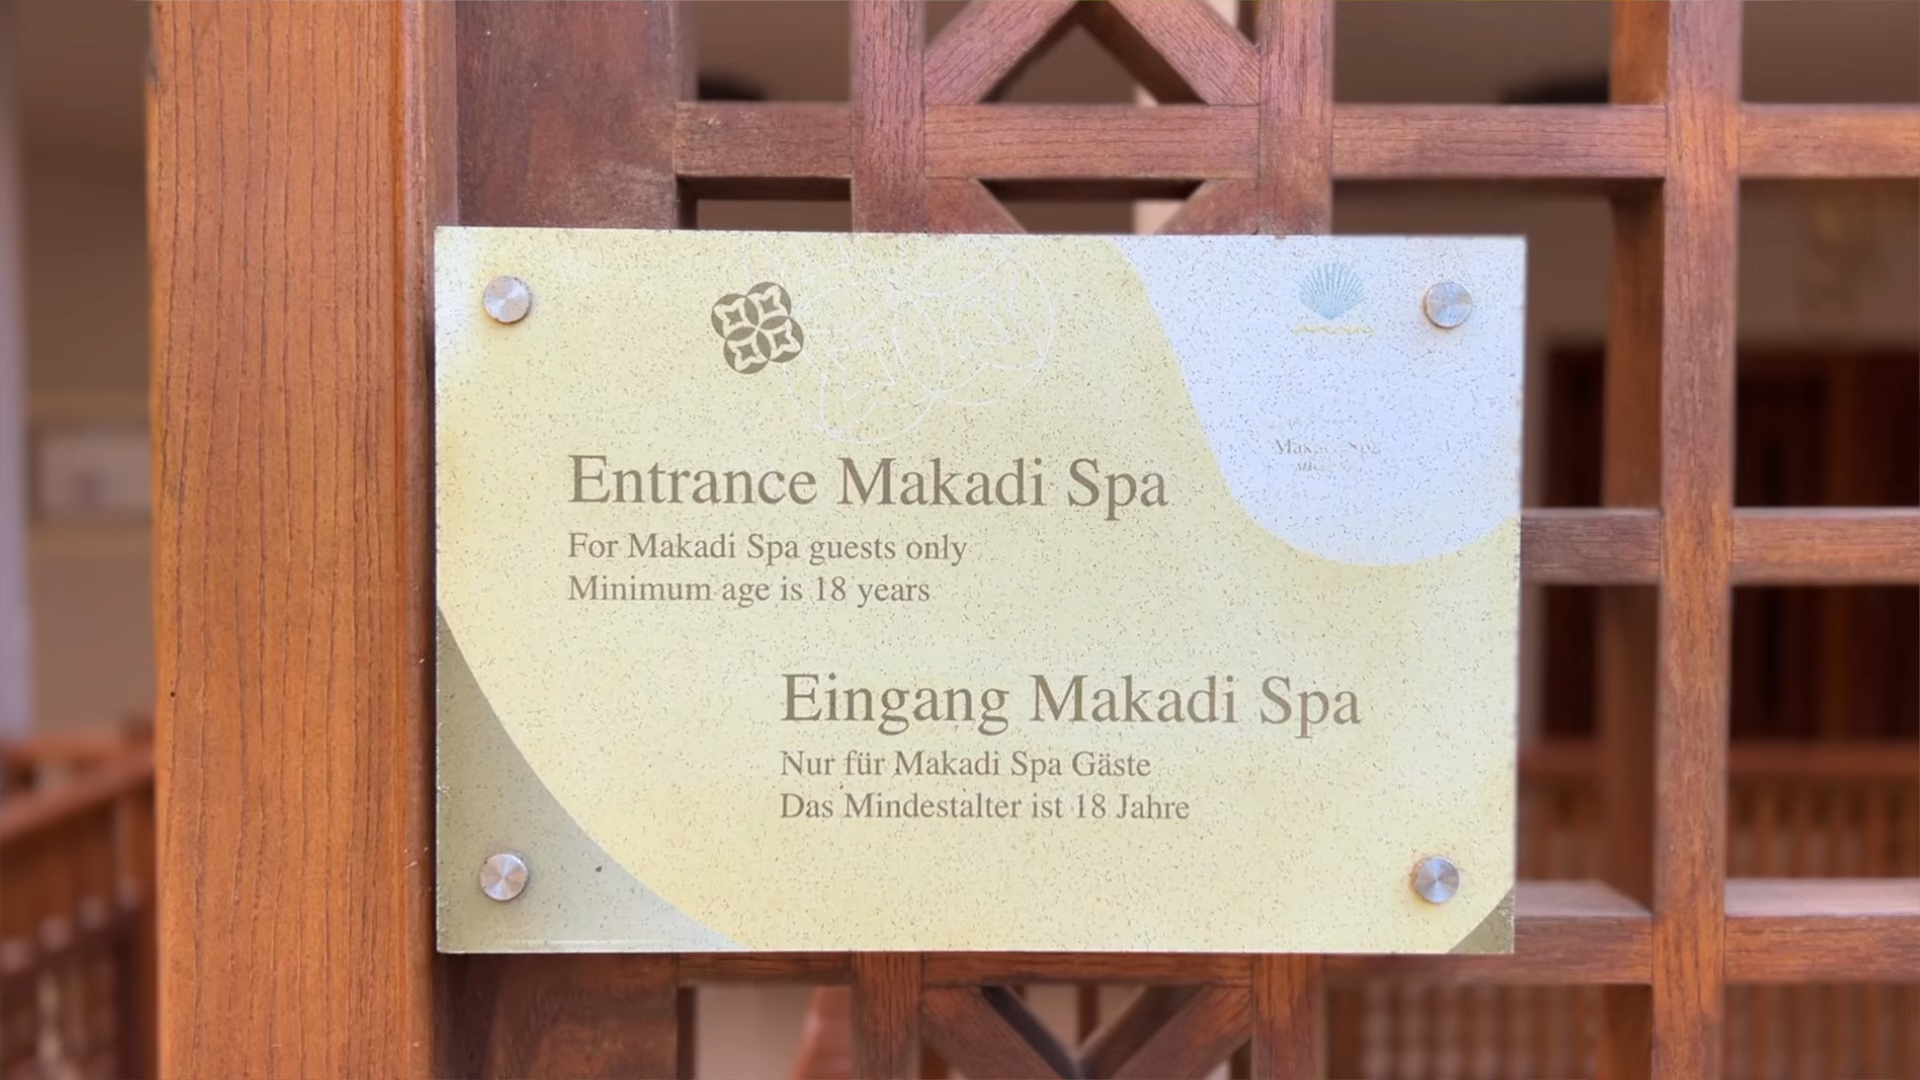 Entrance Makadi Spa
For Makadi Spa guests only
Minimum age is 18 years
Eingang Makadi Spa
Nur für Makadi Spa Gäste
Das Mindestalter ist 18 Jahre